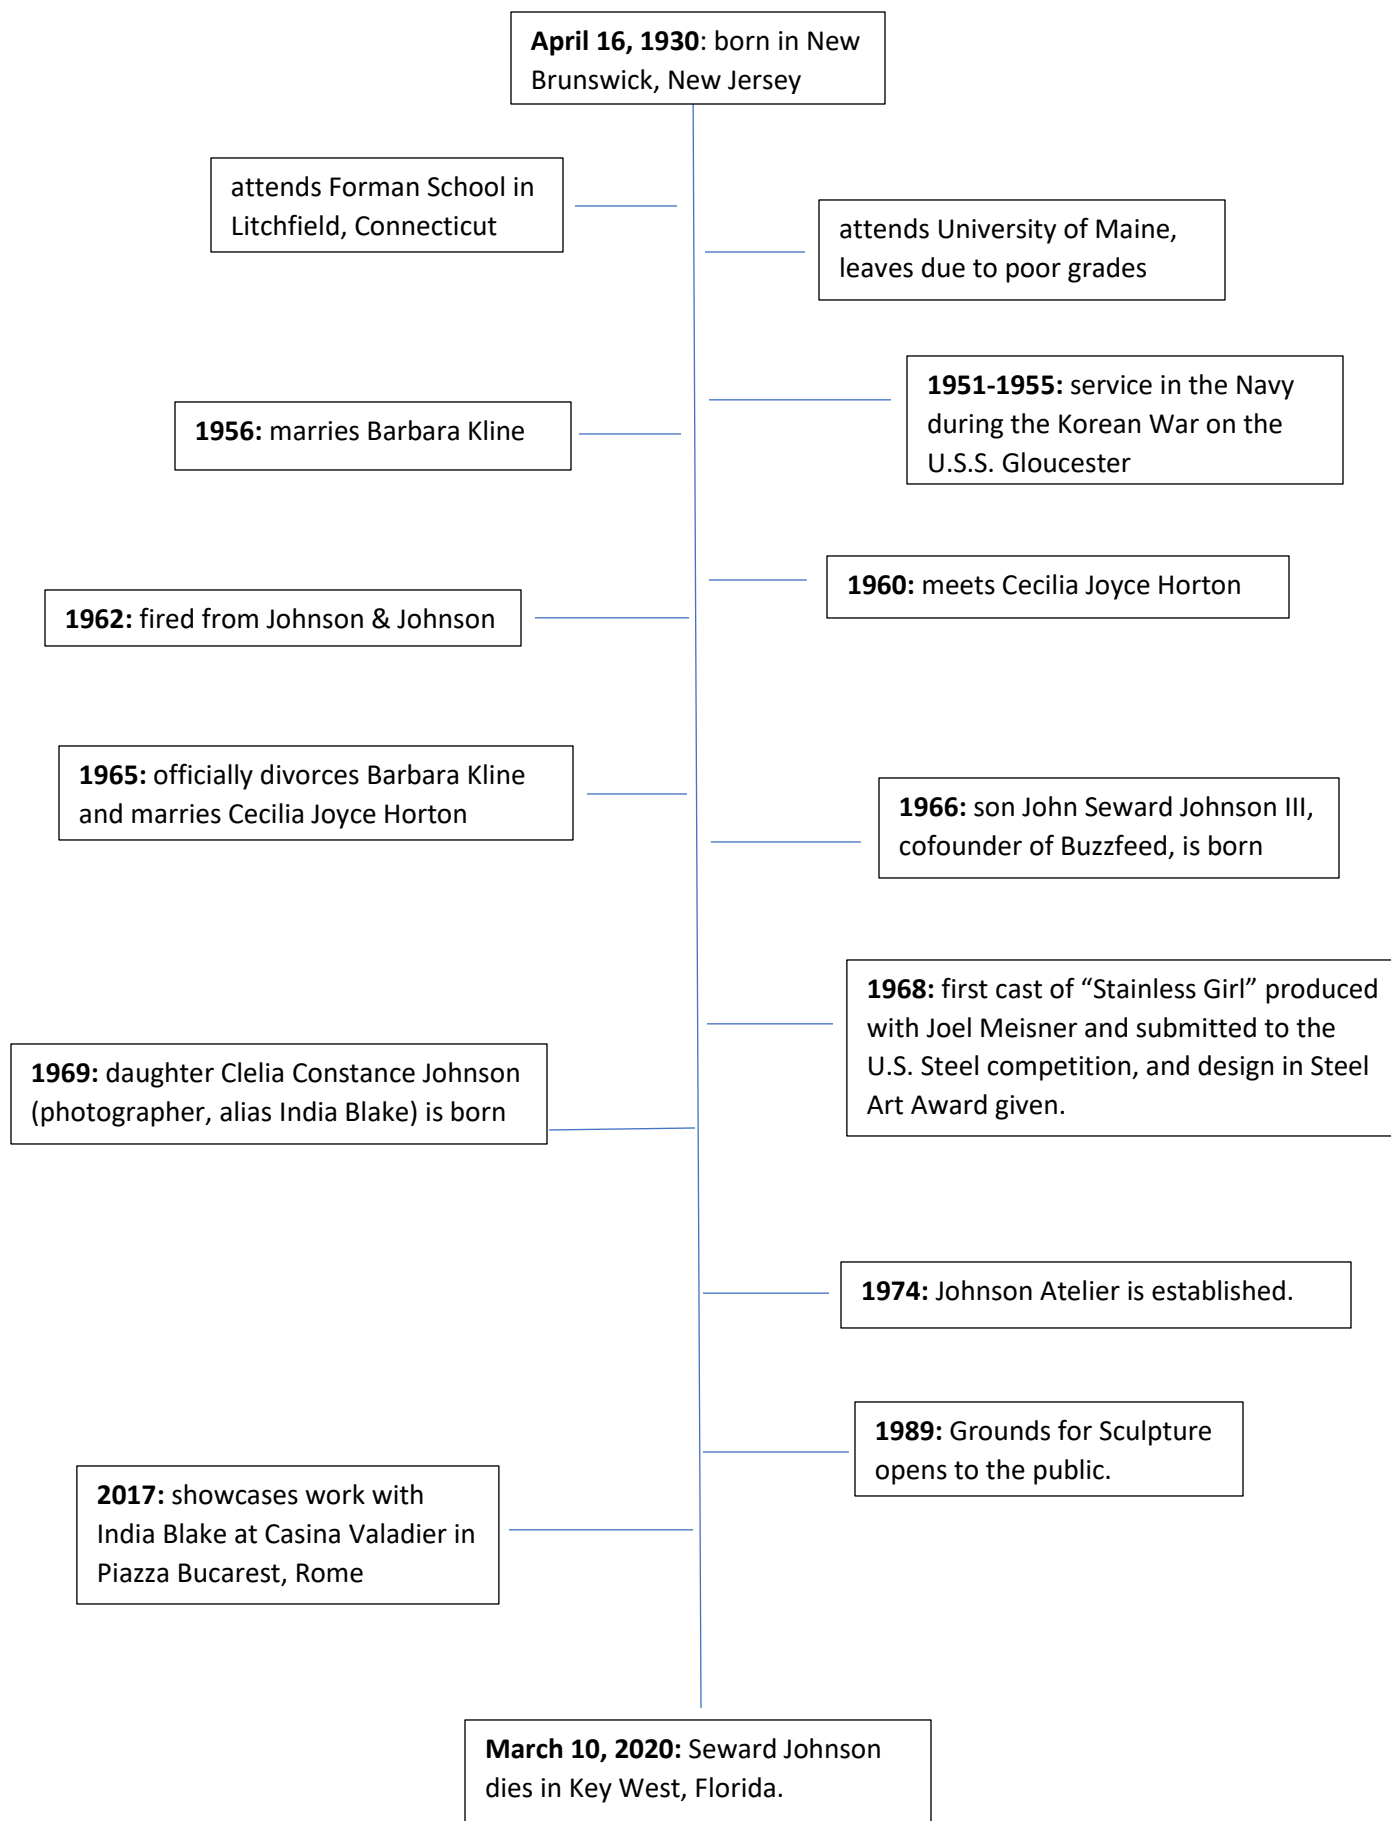 April 16, 1930: born in New
Brunswick, New Jersey
attends Forman School in
Litchfield, Connecticut
attends University of Maine,
leaves due to poor grades
1951-1955: service in the Navy
during the Korean War on the
U.S.S. Gloucester
1956: marries Barbara Kline
1960: meets Cecilia Joyce Horton
1962: fired from Johnson & Johnson
1965: officially divorces Barbara Kline
and marries Cecilia Joyce Horton
1966: son John Seward Johnson III,
cofounder of Buzzfeed, is born
1968: first cast of “Stainless Girl” produced
with Joel Meisner and submitted to the
U.S. Steel competition, and design in Steel
Art Award given.
1969: daughter Clelia Constance Johnson
(photographer, alias India Blake) is born
1974: Johnson Atelier is established.
1989: Grounds for Sculpture
opens to the public.
2017: showcases work with
India Blake at Casina Valadier in
Piazza Bucarest, Rome
March 10, 2020: Seward Johnson
dies in Key West, Florida.